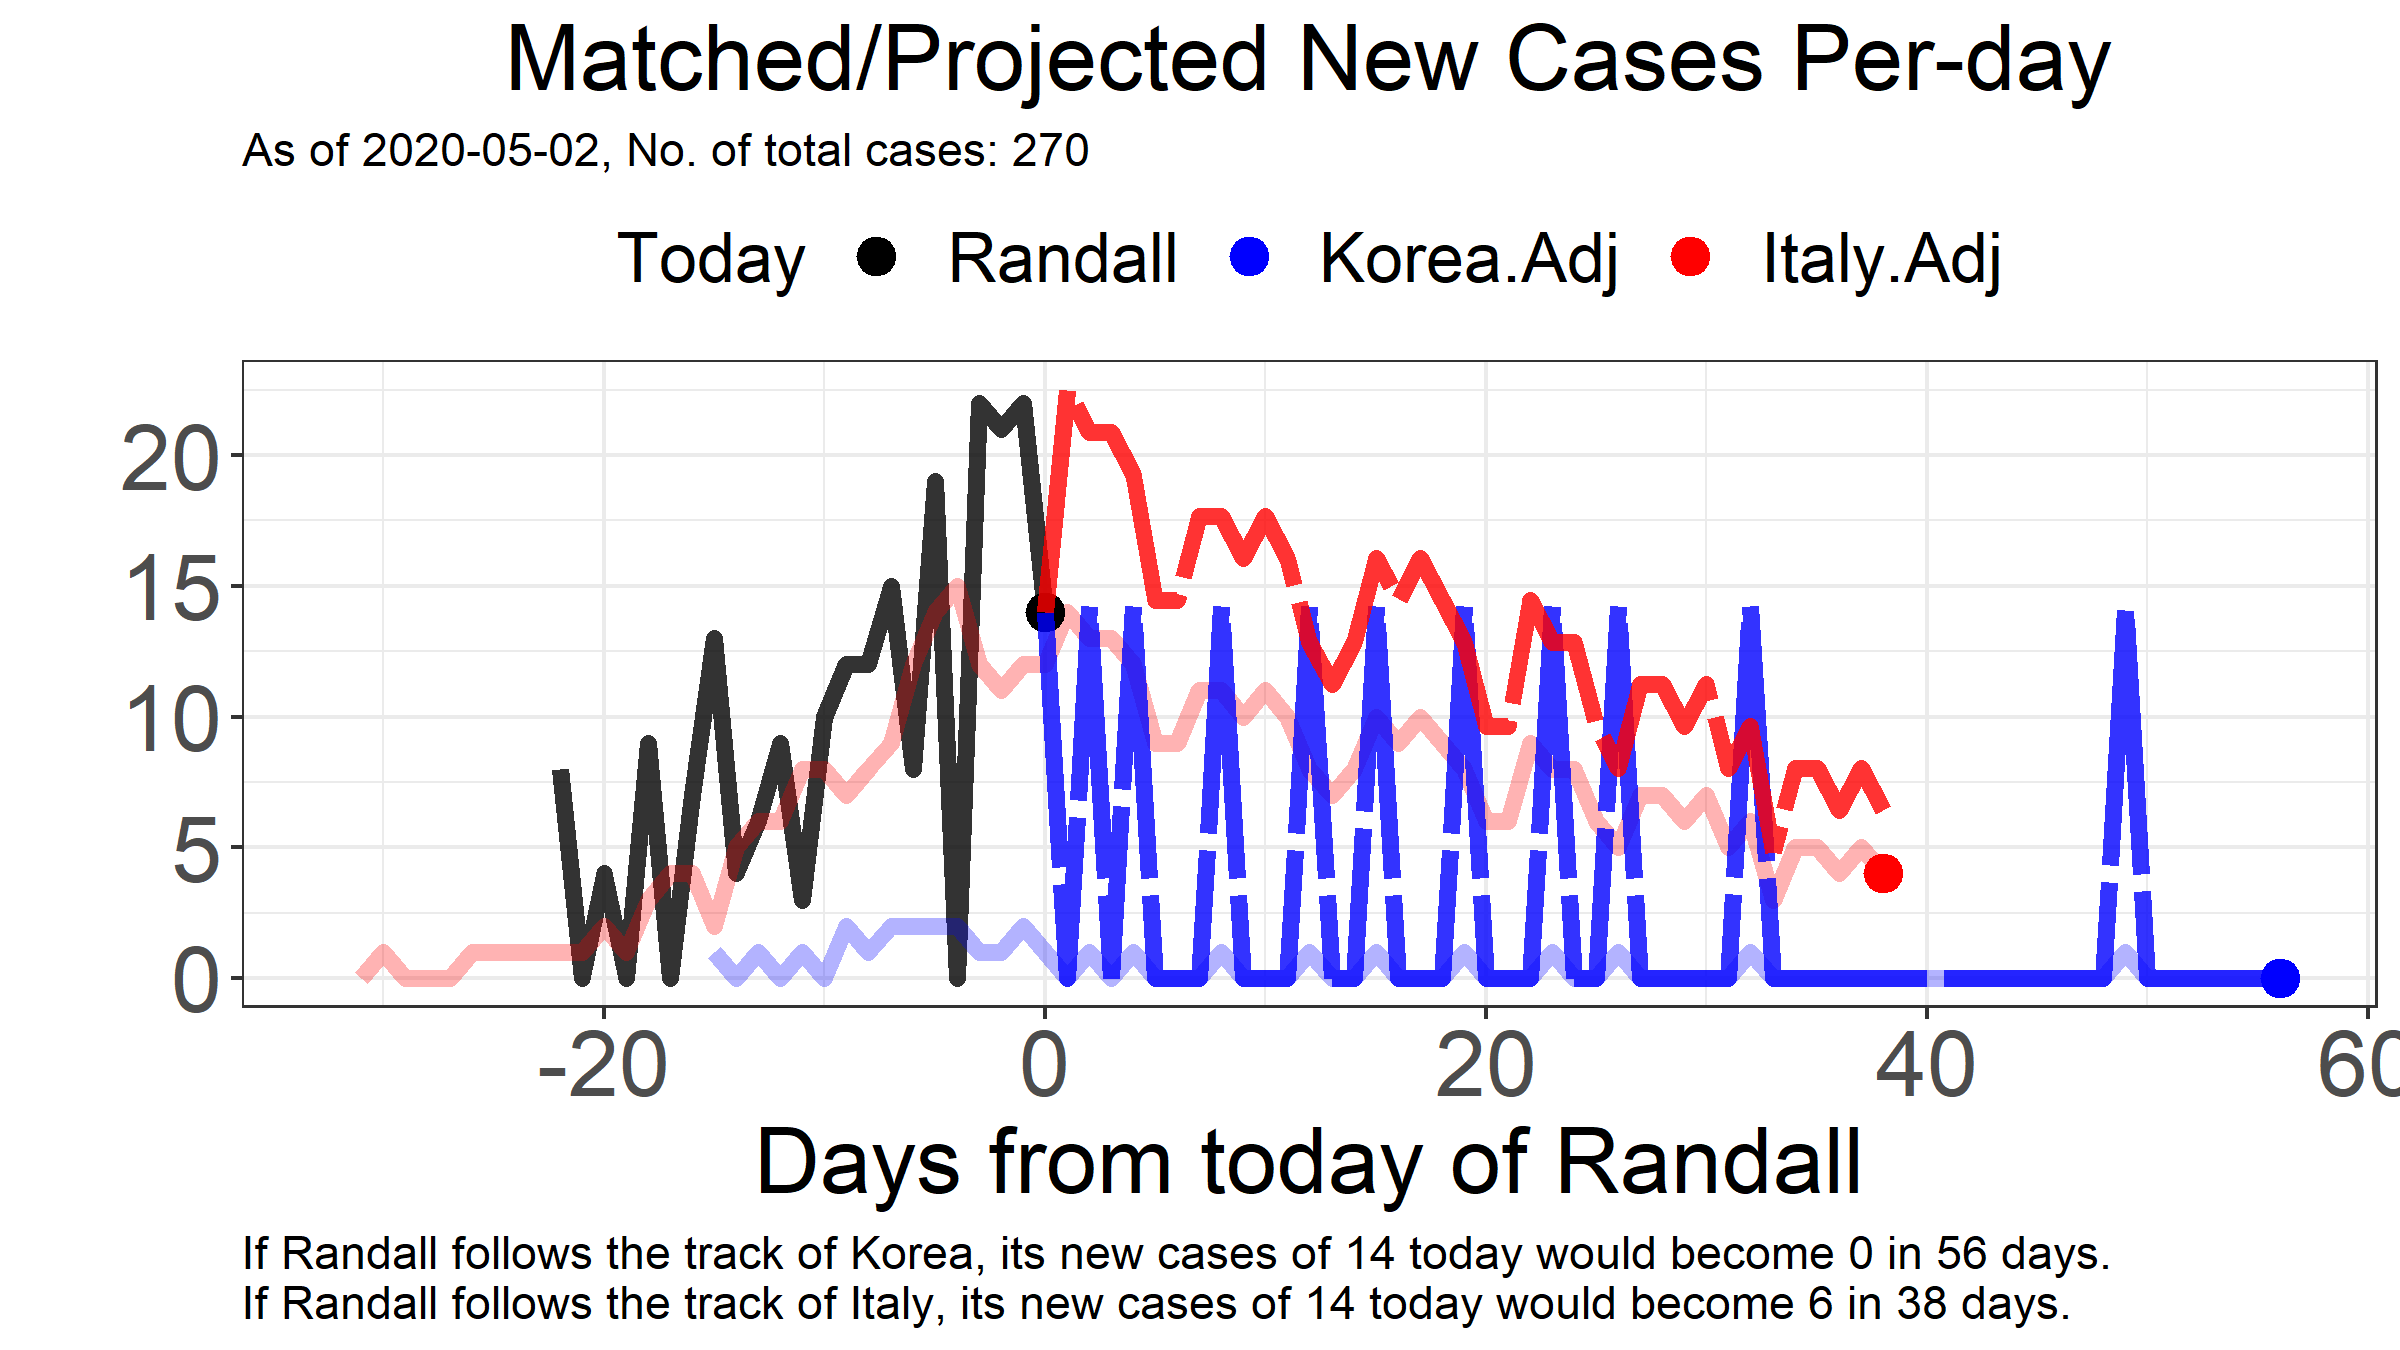 Matched/Projected New Cases Per-day
As of 2020-05-02, No. of total cases: 270
Today Randall Korea.Adj Italy.Adj
20
15
10
5
0
-20 0 20 40 60
Days from today of Randall
If Randall follows the track of Korea, its new cases of 14 today would become 0 in 56 days.
If Randall follows the track of Italy, its new cases of 14 today would become 6 in 38 days.